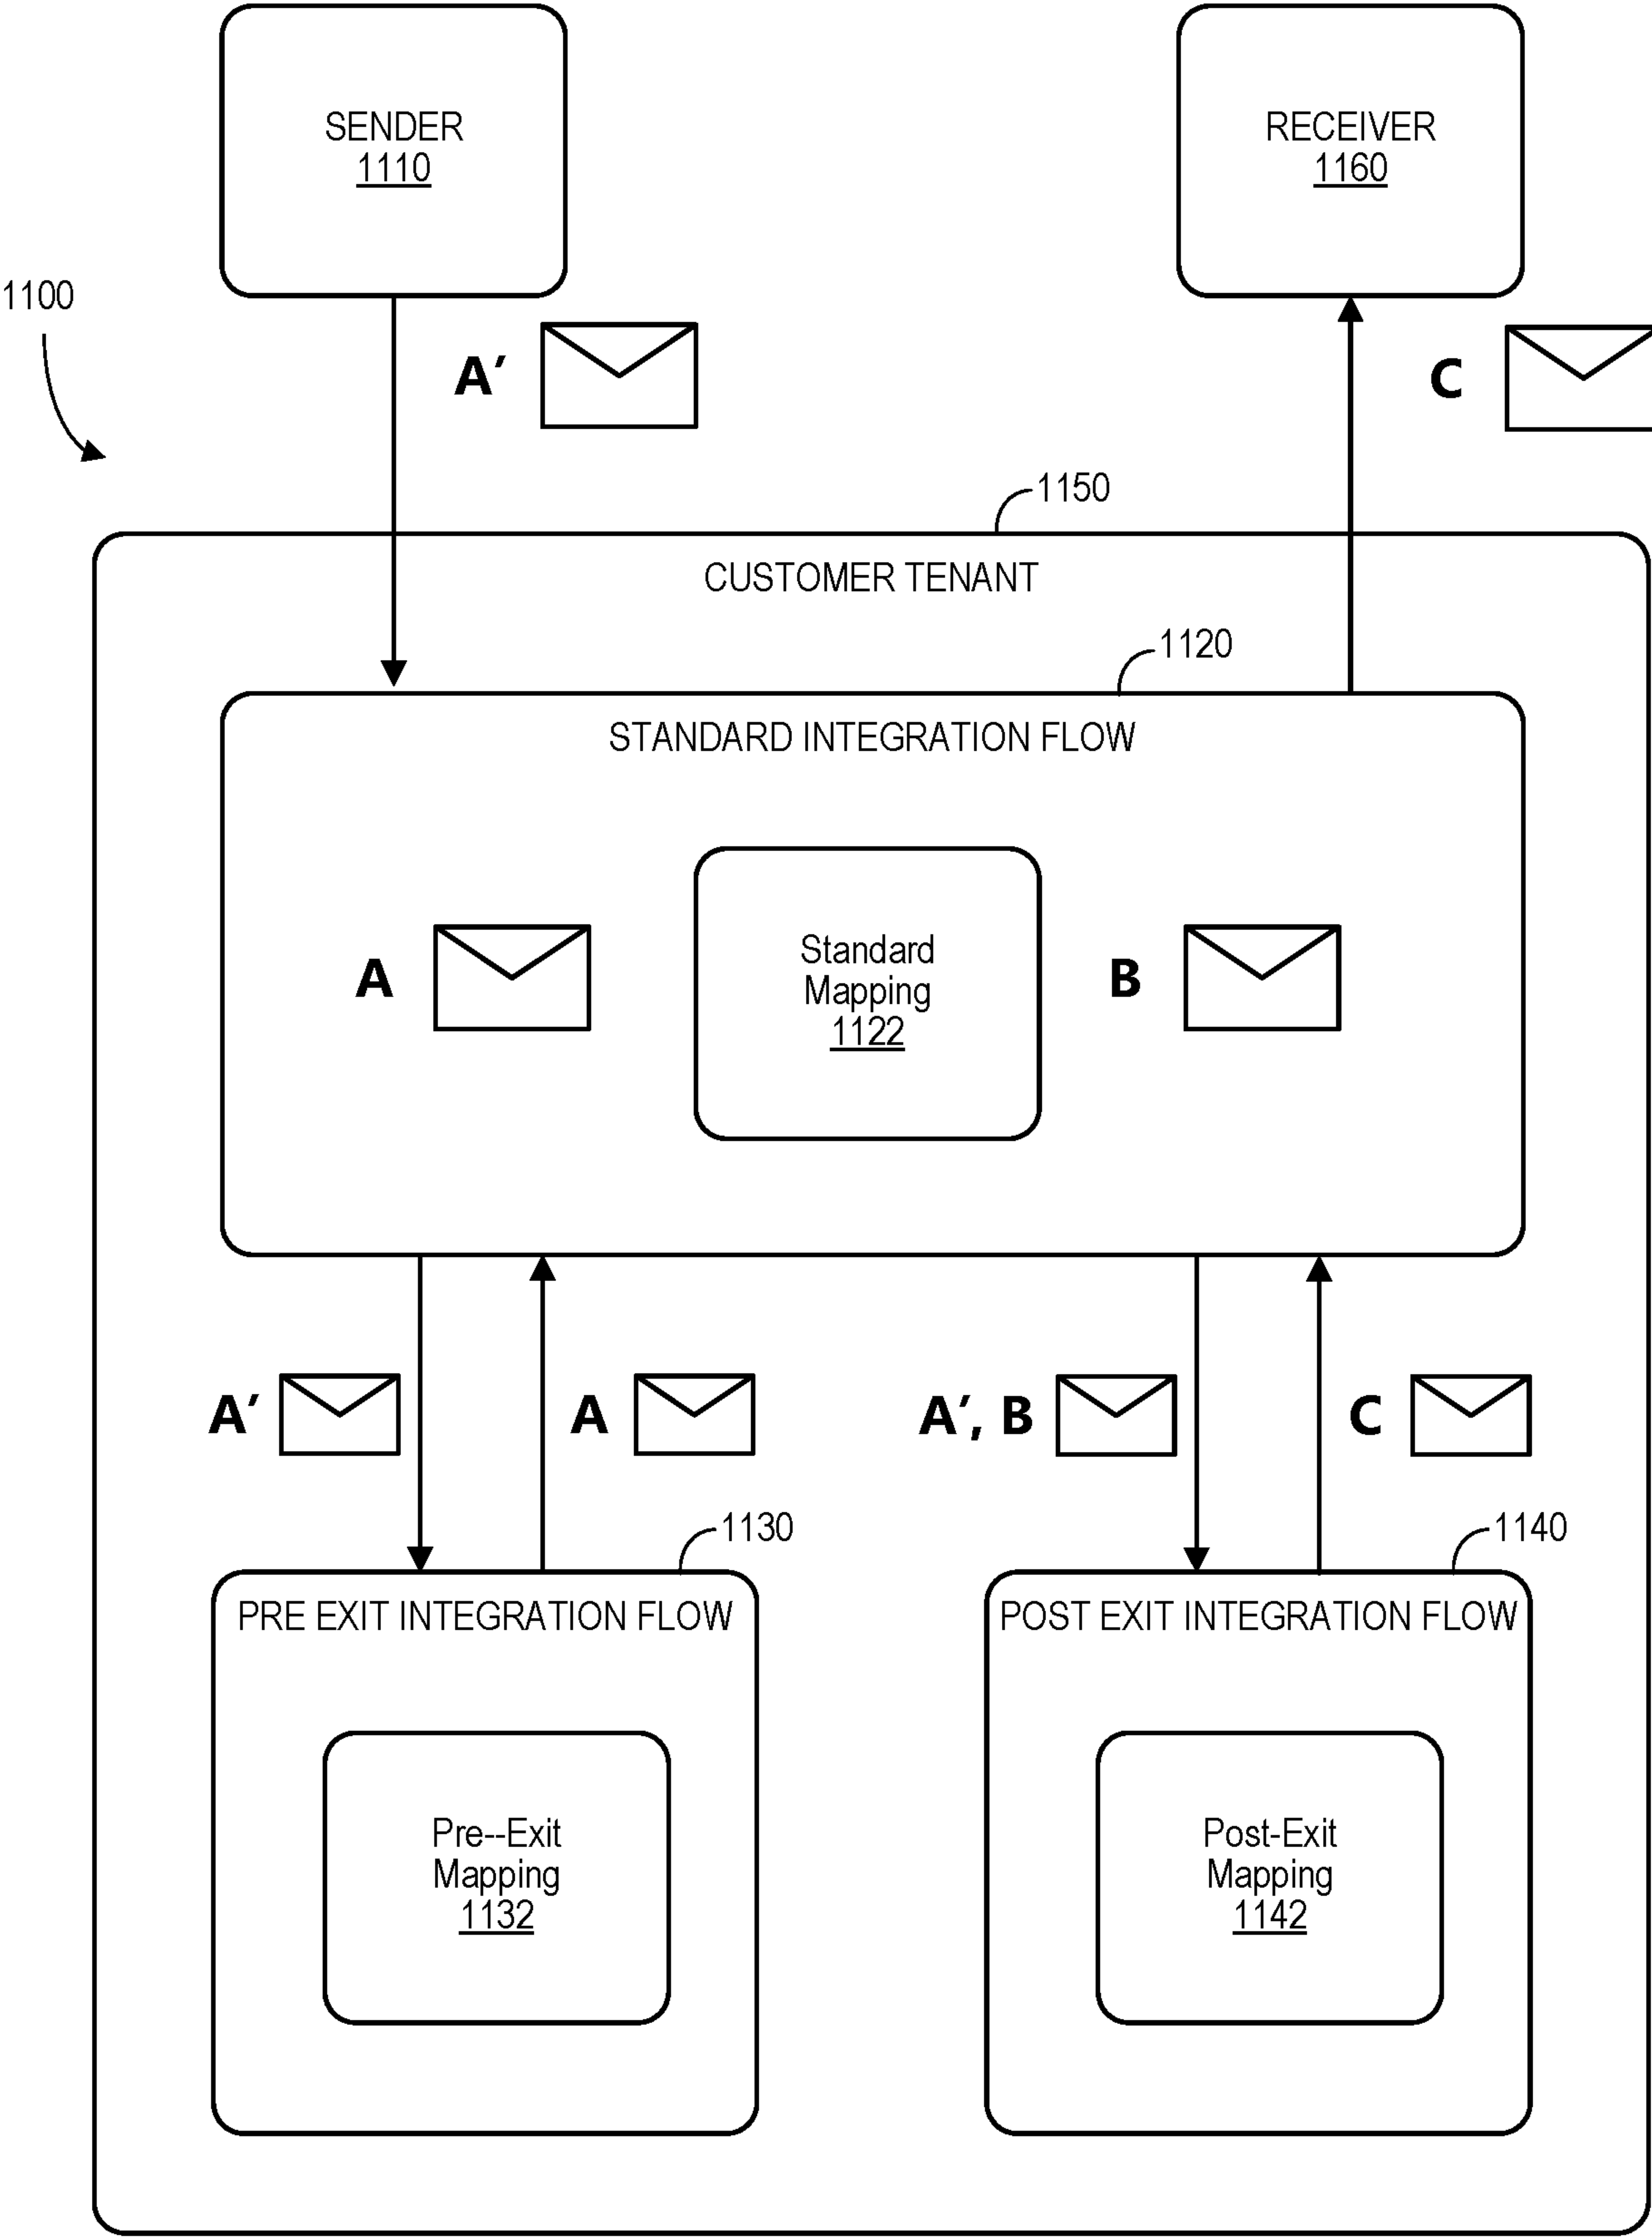 SENDER
1110
RECEIVER
1160
1100
A′
C
1150
CUSTOMER TENANT
1120
STANDARD INTEGRATION FLOW
A
Standard
Mapping
1122
B
A′
A
A′, B
C
1130
1140
PRE EXIT INTEGRATION FLOW
POST EXIT INTEGRATION FLOW
Pre--Exit
Mapping
1132
Post-Exit
Mapping
1142